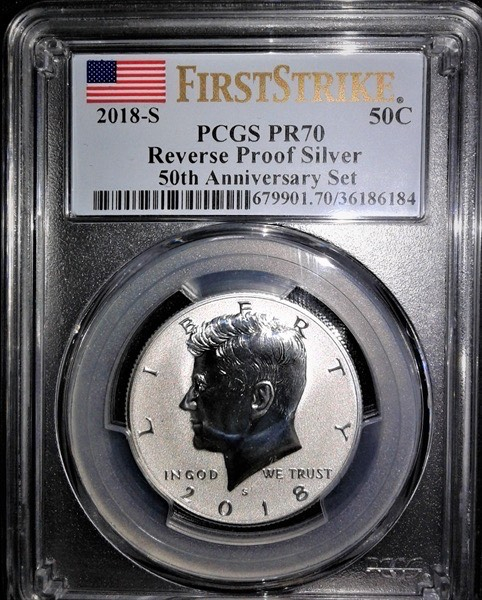 FIRSTSTRIKE®
2018-S 50C
PCGS PR70
Reverse Proof Silver
50th Anniversary Set
679901.70/36186184
LIBERTY
IN GOD WE TRUST
S
2018
PCGS